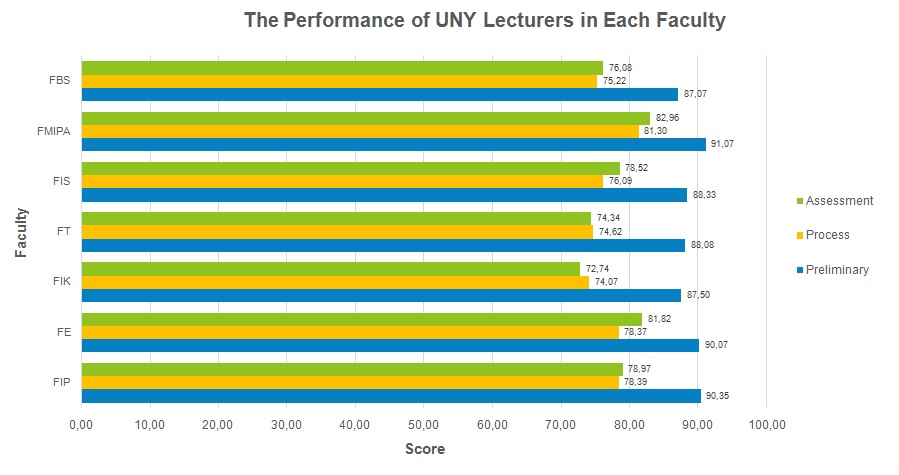 The Performance of UNY Lecturers in Each Faculty
FBS
76,08
75,22
87,07
FMIPA
82,96
81,30
91,07
FIS
78,52
76,09
88,33
FT
74,34
74,62
88,08
FIK
72,74
74,07
87,50
FE
81,82
78,37
90,07
FIP
78,97
78,39
90,35
Faculty
0,00 10,00 20,00 30,00 40,00 50,00 60,00 70,00 80,00 90,00 100,00
Score
Assessment
Process
Preliminary